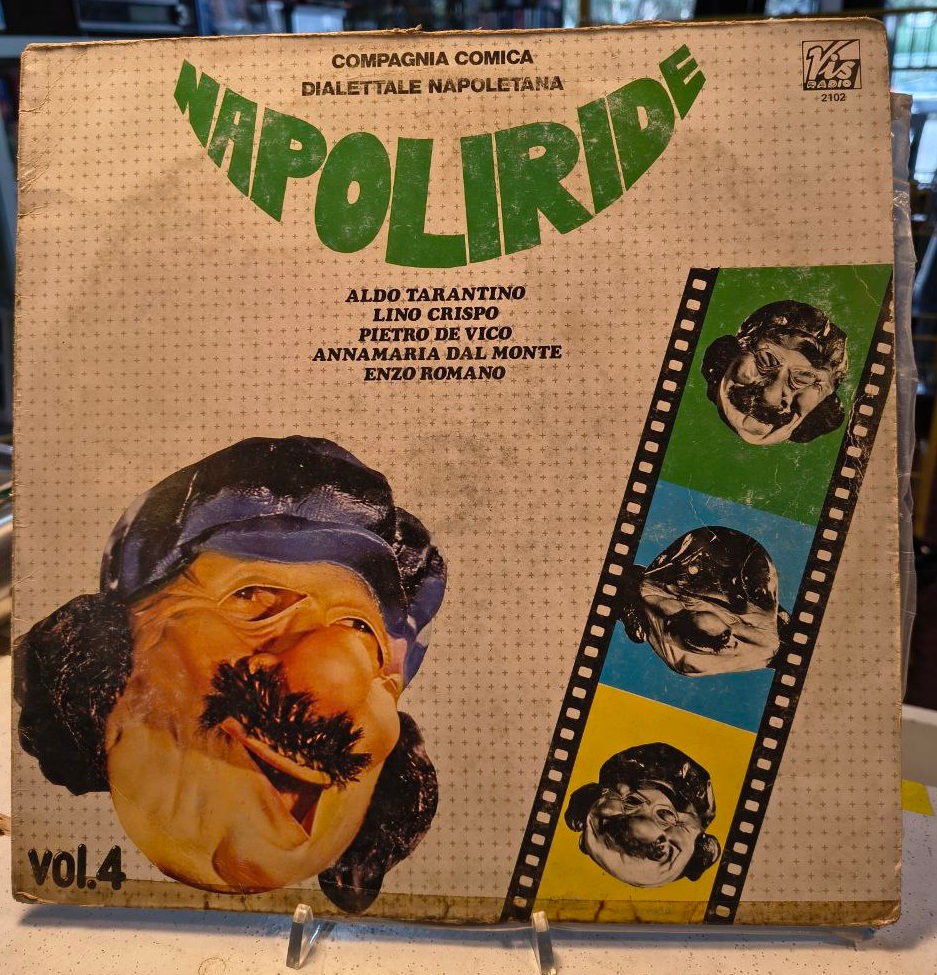 COMPAGNIA COMICA
DIALETTALE NAPOLETANA
NAPOLIRIDE
Vis
RADIO
2102
ALDO TARANTINO
LINO CRISPO
PIETRO DE VICO
ANNAMARIA DAL MONTE
ENZO ROMANO
VOL.4